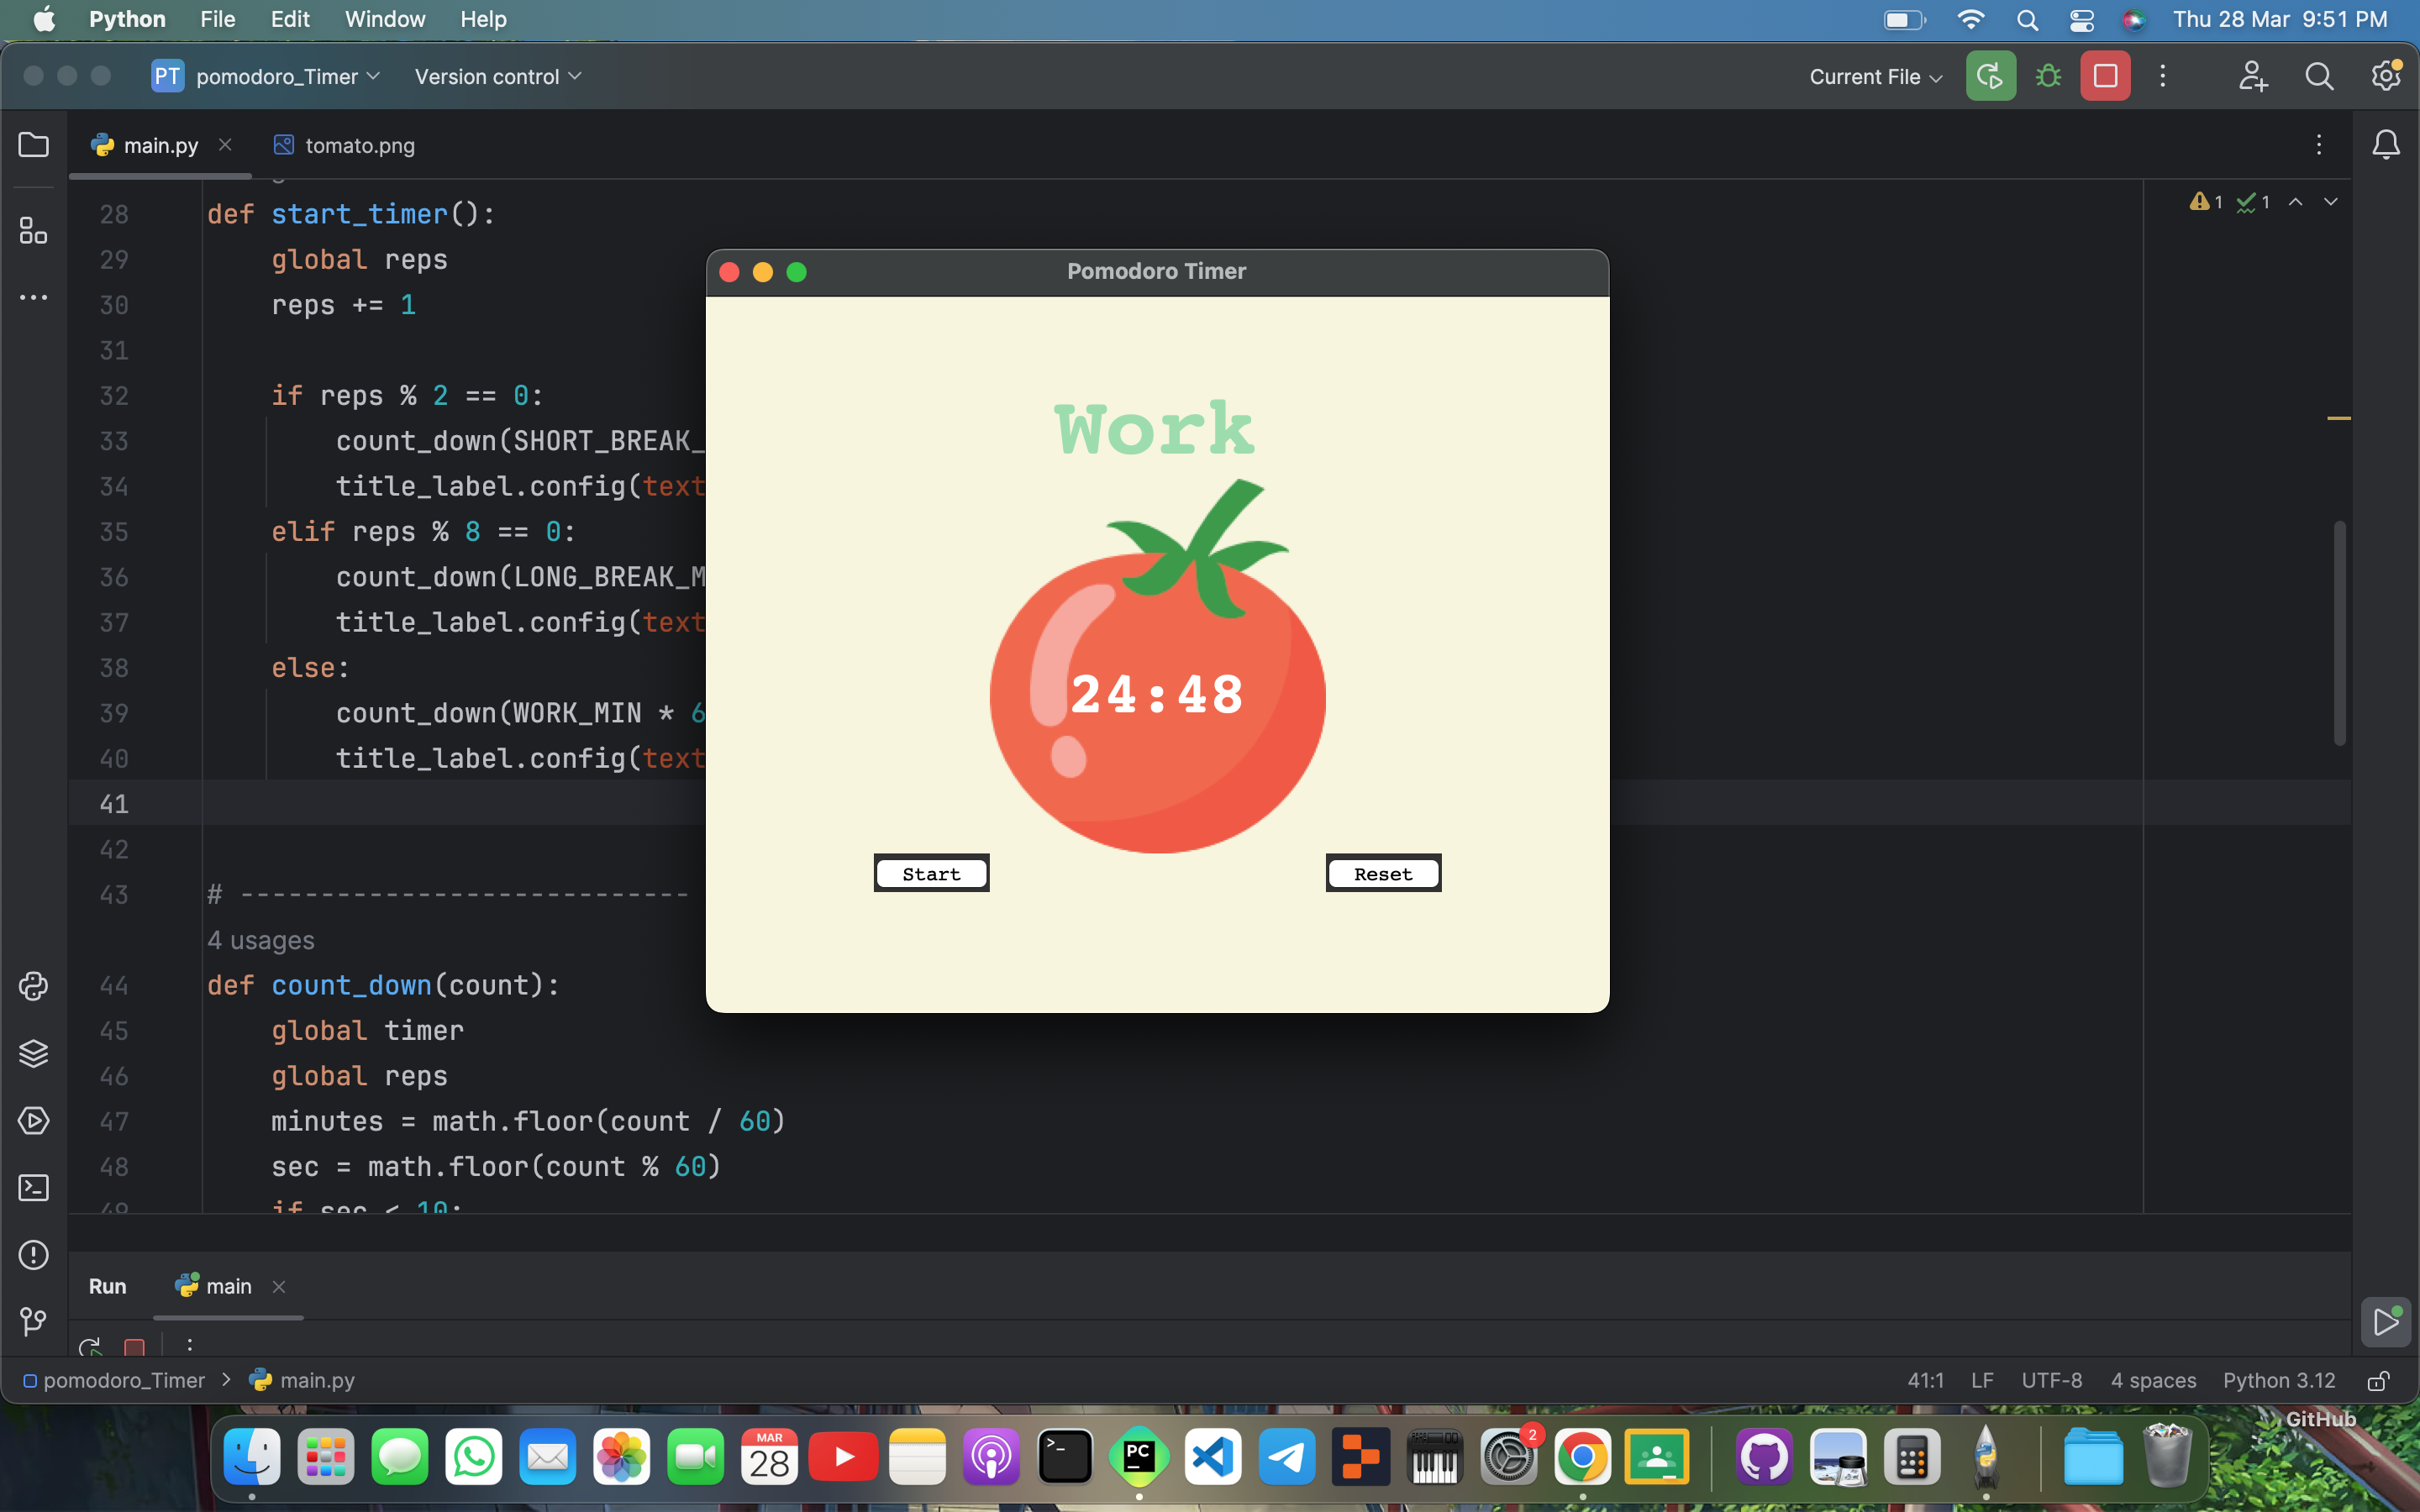 Python File Edit Window Help Thu 28 Mar 9:51 PM
PT pomodoro_Timer Version control Current File
main.py tomato.png
1 1
28 def start_timer():
29 global reps
30 reps += 1
31
32 if reps % 2 == 0:
33 count_down(SHORT_BREAK_
34 title_label.config(text
35 elif reps % 8 == 0:
36 count_down(LONG_BREAK_M
37 title_label.config(text
38 else:
39 count_down(WORK_MIN * 6
40 title_label.config(text
41
42
43 # ----------------------------
4 usages
44 def count_down(count):
45 global timer
46 global reps
47 minutes = math.floor(count / 60)
48 sec = math.floor(count % 60)
49 if sec < 10:
Pomodoro Timer
Work
24:48
Start Reset
Run main
pomodoro_Timer > main.py 41:1 LF UTF-8 4 spaces Python 3.12
GitHub
MAR
28
>_
PC
2